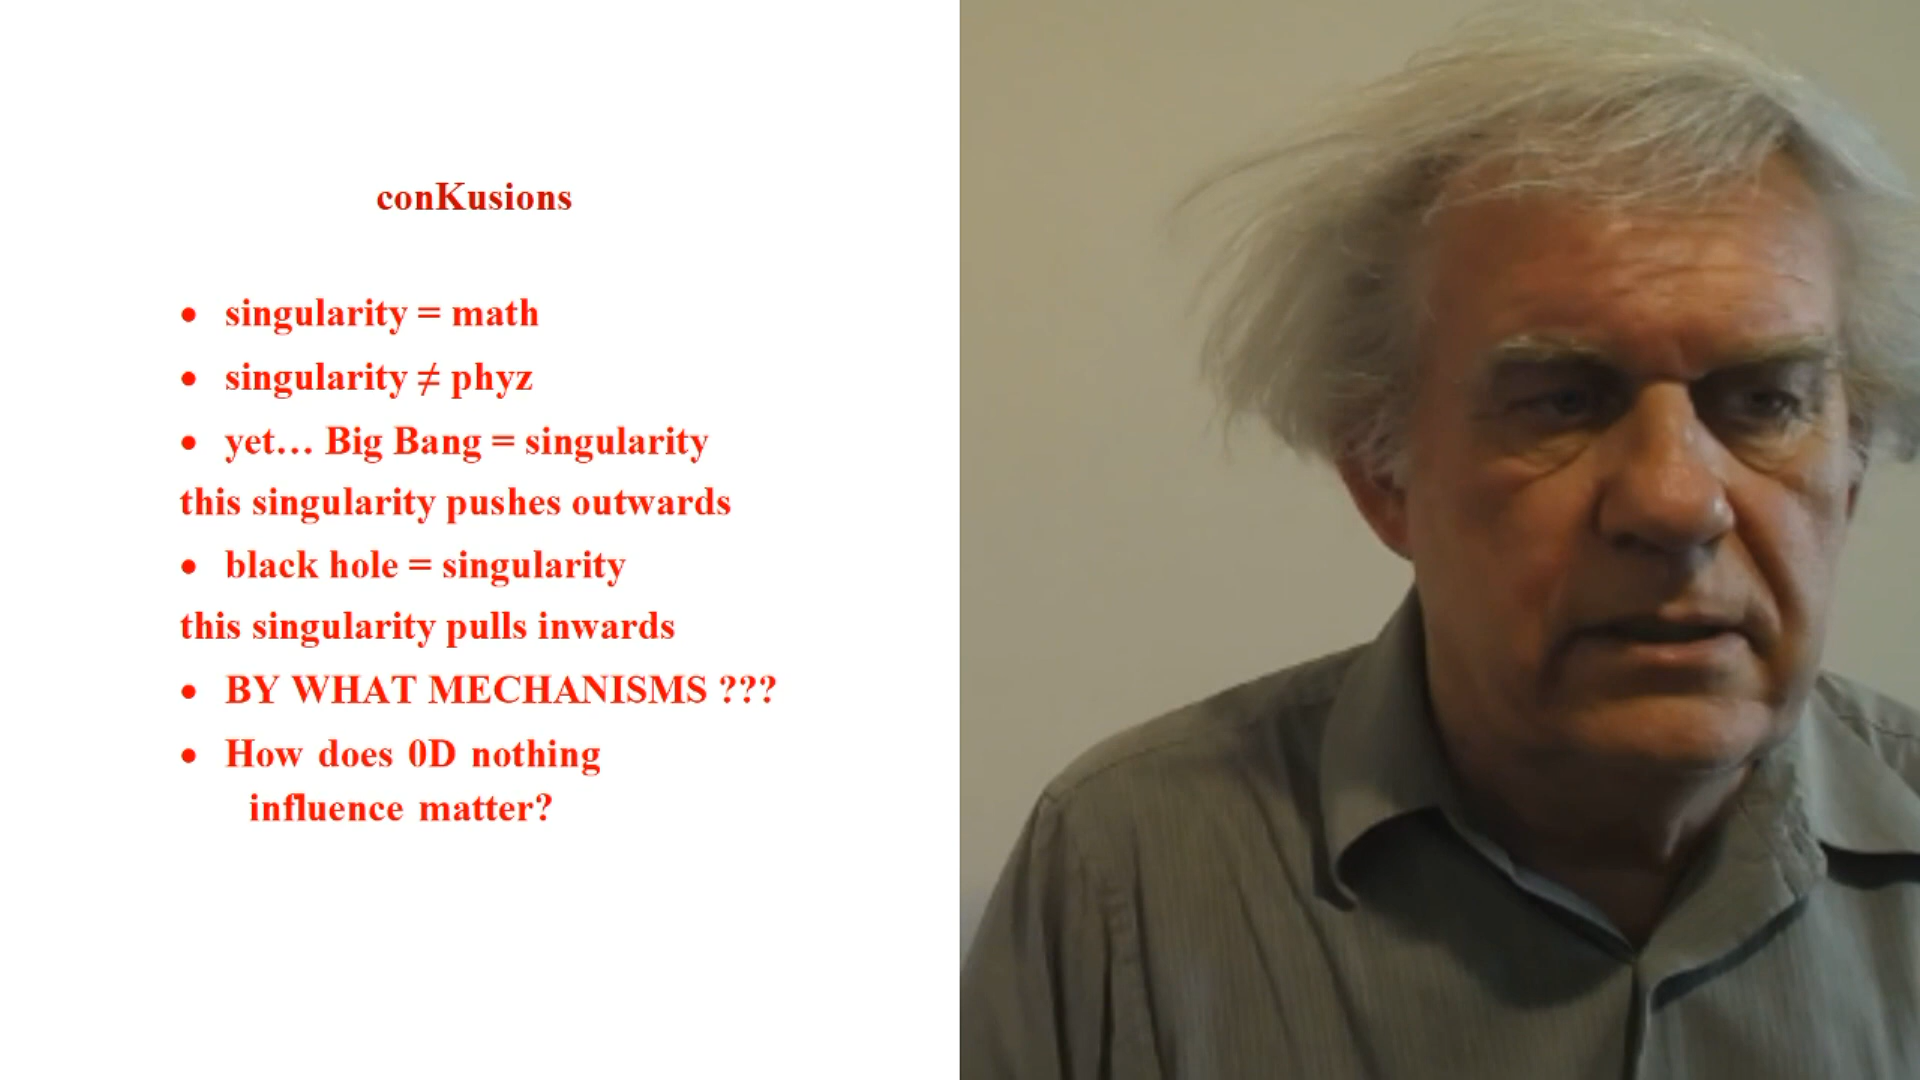 conKusions
• singularity = math
• singularity ≠ phyz
• yet… Big Bang = singularity
this singularity pushes outwards
• black hole = singularity
this singularity pulls inwards
• BY WHAT MECHANISMS ???
• How does 0D nothing
influence matter?